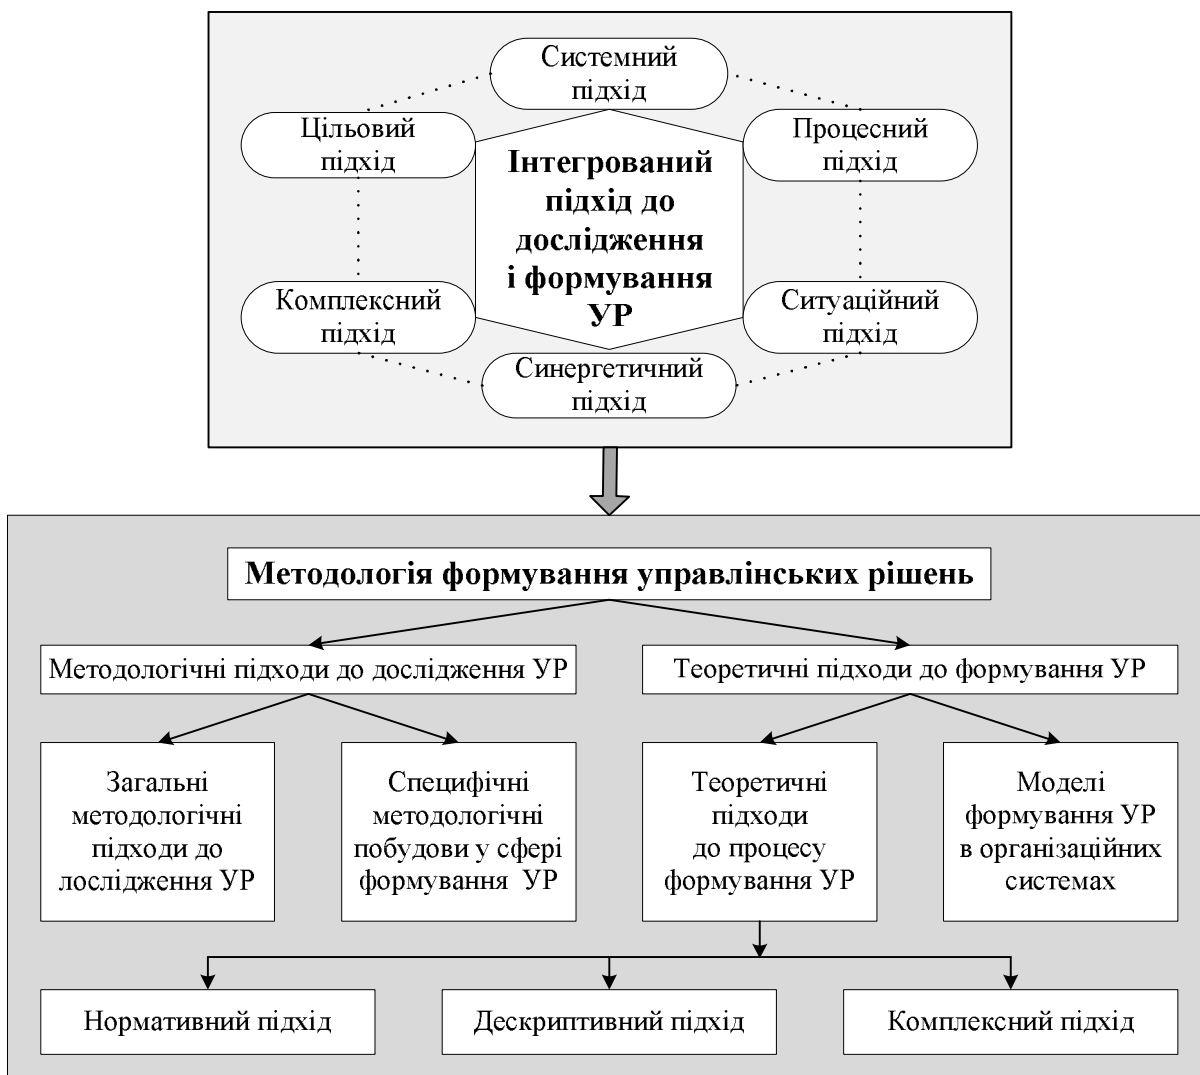 Системний
підхід
Цільовий
підхід
Процесний
підхід
Інтегрований
підхід до
дослідження
і формування
УР
Комплексний
підхід
Ситуаційний
підхід
Синергетичний
підхід
Методологія формування управлінських рішень
Методологічні підходи до дослідження УР
Теоретичні підходи до формування УР
Загальні
методологічні
підходи до
лослідження УР
Специфічні
методологічні
побудови у сфері
формування УР
Теоретичні
підходи
до процесу
формування УР
Моделі
формування УР
в організаційних
системах
Нормативний підхід
Дескриптивний підхід
Комплексний підхід